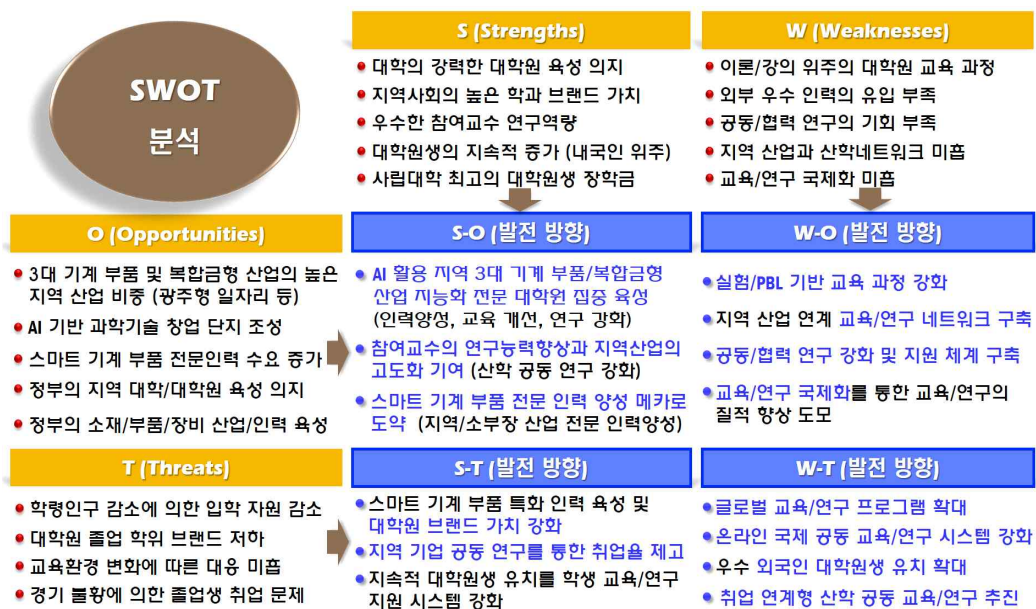 SWOT
분석
S (Strengths)
대학의 강력한 대학원 육성 의지
지역사회의 높은 학과 브랜드 가치
우수한 참여교수 연구역량
대학원생의 지속적 증가 (내국인 위주)
사립대학 최고의 대학원생 장학금
W (Weaknesses)
이론/강의 위주의 대학원 교육 과정
외부 우수 인력의 유입 부족
공동/협력 연구의 기회 부족
지역 산업과 산학네트워크 미흡
교육/연구 국제화 미흡
O (Opportunities)
3대 기계 부품 및 복합금형 산업의 높은
지역 산업 비중 (광주형 일자리 등)
AI 기반 과학기술 창업 단지 조성
스마트 기계 부품 전문인력 수요 증가
정부의 지역 대학/대학원 육성 의지
정부의 소재/부품/장비 산업/인력 육성
S-O (발전 방향)
AI 활용 지역 3대 기계 부품/복합금형
산업 지능화 전문 대학원 집중 육성
(인력양성, 교육 개선, 연구 강화)
참여교수의 연구능력향상과 지역산업의
고도화 기여 (산학 공동 연구 강화)
스마트 기계 부품 전문 인력 양성 메카로
도약 (지역/소부장 산업 전문 인력양성)
W-O (발전 방향)
실험/PBL 기반 교육 과정 강화
지역 산업 연계 교육/연구 네트워크 구축
공동/협력 연구 강화 및 지원 체계 구축
교육/연구 국제화를 통한 교육/연구의
질적 향상 도모
T (Threats)
학령인구 감소에 의한 입학 자원 감소
대학원 졸업 학위 브랜드 저하
교육환경 변화에 따른 대응 미흡
경기 불황에 의한 졸업생 취업 문제
S-T (발전 방향)
스마트 기계 부품 특화 인력 육성 및
대학원 브랜드 가치 강화
지역 기업 공동 연구를 통한 취업율 제고
지속적 대학원생 유치를 학생 교육/연구
지원 시스템 강화
W-T (발전 방향)
글로벌 교육/연구 프로그램 확대
온라인 국제 공동 교육/연구 시스템 강화
우수 외국인 대학원생 유치 확대
취업 연계형 산학 공동 교육/연구 추진